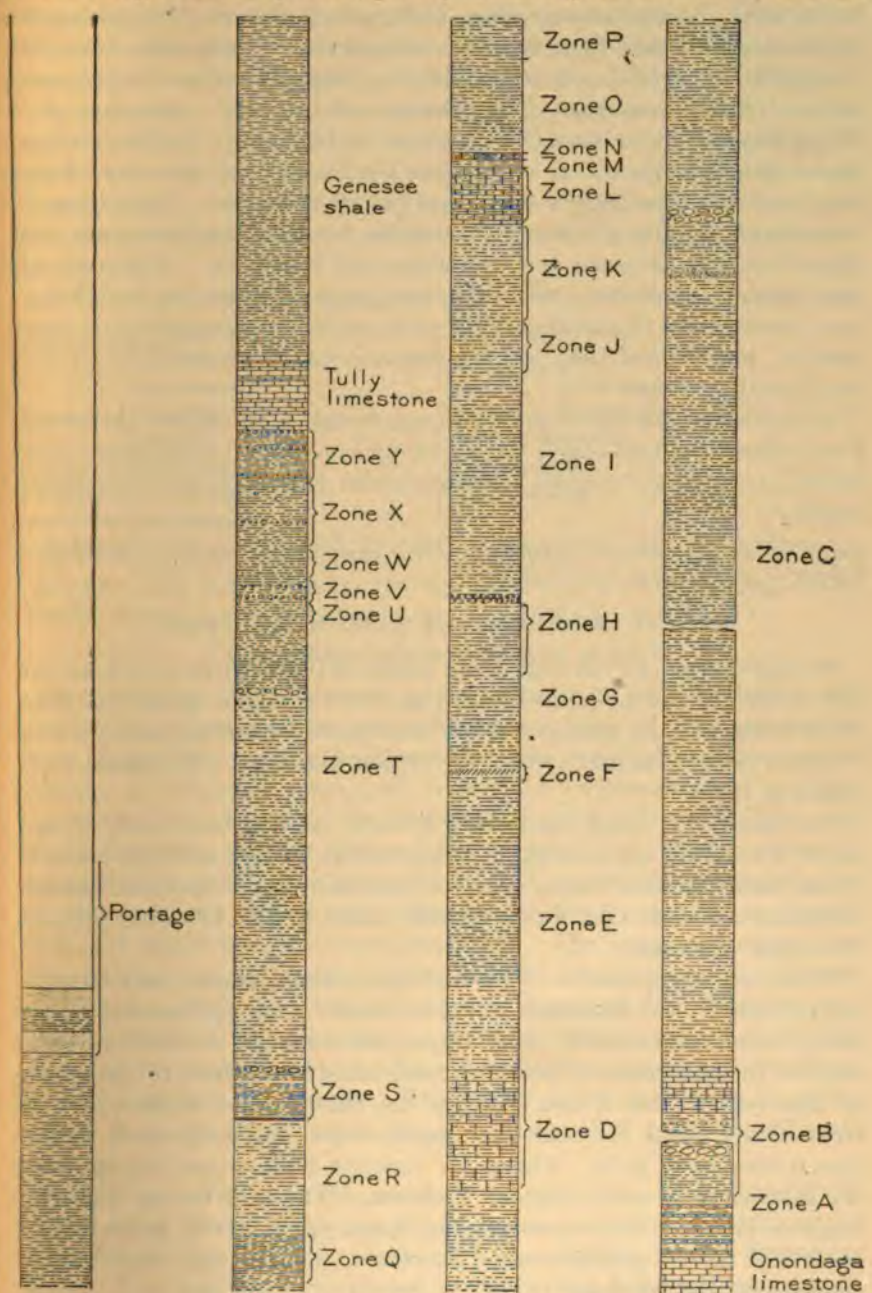 Portage
Genesee
shale
Tully
limestone
Zone Y
Zone X
Zone W
Zone V
Zone U
Zone T
Zone S
Zone R
Zone Q
Zone P
Zone O
Zone N
Zone M
Zone L
Zone K
Zone J
Zone I
Zone H
Zone G
Zone F
Zone E
Zone D
Zone C
Zone B
Zone A
Onondaga
limestone